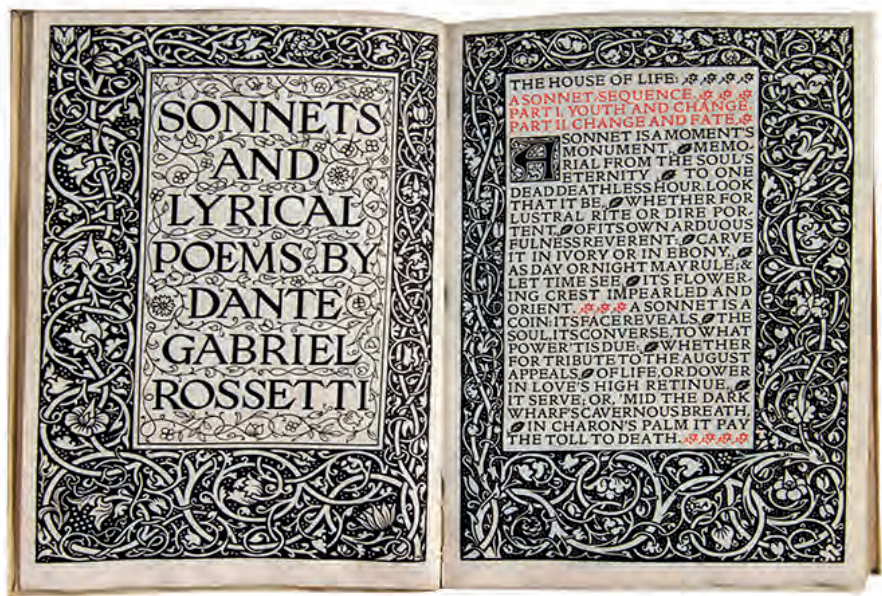 SONNETS
AND
LYRICAL
POEMS BY
DANTE
GABRIEL
ROSSETTI
THE HOUSE OF LIFE:
A SONNET-SEQUENCE.
PART I. YOUTH AND CHANGE.
PART II. CHANGE AND FATE.
A SONNET IS A MOMENT'S
MONUMENT, MEMO-
RIAL FROM THE SOUL'S
ETERNITY TO ONE
DEAD DEATHLESS HOUR. LOOK
THAT IT BE, WHETHER FOR
LUSTRAL RITE OR DIRE POR-
TENT, OF ITS OWN ARDUOUS
FULNESS REVERENT: CARVE
IT IN IVORY OR IN EBONY,
AS DAY OR NIGHT MAY RULE; &
LET TIME SEE ITS FLOWER-
ING CREST IMPEARLED AND
ORIENT. A SONNET IS A
COIN: ITS FACE REVEALS THE
SOUL, ITS CONVERSE, TO WHAT
POWER 'TIS DUE: WHETHER
FOR TRIBUTE TO THE AUGUST
APPEALS OF LIFE, OR DOWER
IN LOVE'S HIGH RETINUE,
IT SERVE; OR, 'MID THE DARK
WHARF'S CAVERNOUS BREATH,
IN CHARON'S PALM IT PAY
THE TOLL TO DEATH.